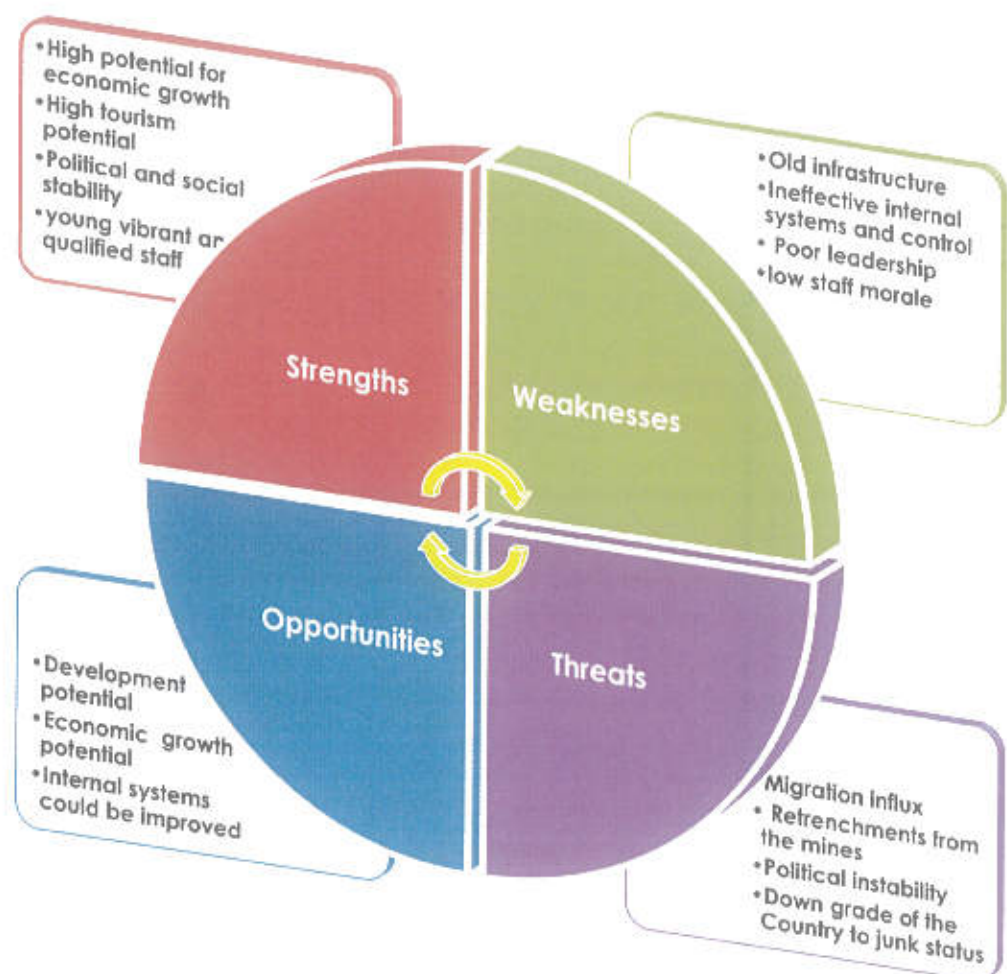 •High potential for
economic growth
•High tourism
potential
•Political and social
stability
•young vibrant an
qualified staff
•Old infrastructure
•Ineffective internal
systems and control
• Poor leadership
•low staff morale
Strengths
Weaknesses
Opportunities
Threats
•Development
potential
•Economic growth
potential
•Internal systems
could be improved
Migration influx
• Retrenchments from
the mines
•Political instability
•Down grade of the
Country to junk status